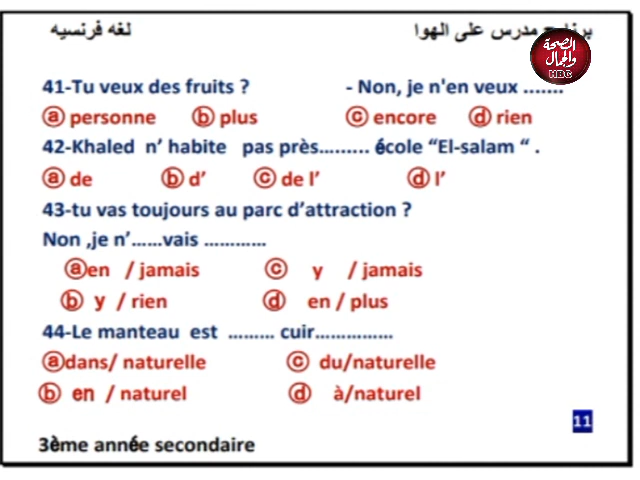 لغه فرنسيه
برنامج مدرس على الهوا
الصحة والجمال
HBC
41-Tu veux des fruits ? - Non, je n'en veux .......
ⓐ personne ⓑ plus ⓒ encore ⓓ rien
42-Khaled n’ habite pas près......... école “El-salam “ .
ⓐ de ⓑ d’ ⓒ de l’ ⓓ l’
43-tu vas toujours au parc d’attraction ?
Non ,je n’......vais ............
ⓐen / jamais ⓒ y / jamais
ⓑ y / rien ⓓ en / plus
44-Le manteau est ......... cuir...............
ⓐdans/ naturelle ⓒ du/naturelle
ⓑ en / naturel ⓓ à/naturel
11
3ème année secondaire